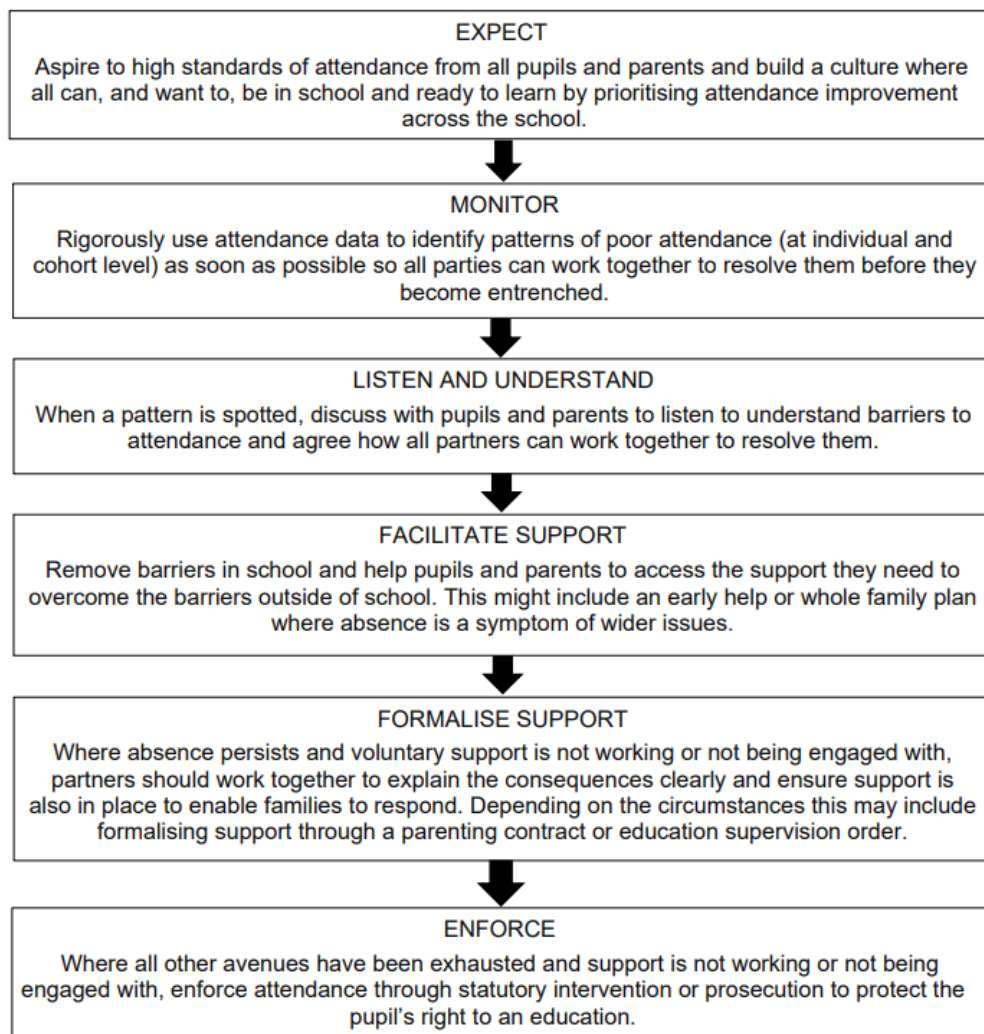 EXPECT
Aspire to high standards of attendance from all pupils and parents and build a culture where
all can, and want to, be in school and ready to learn by prioritising attendance improvement
across the school.
MONITOR
Rigorously use attendance data to identify patterns of poor attendance (at individual and
cohort level) as soon as possible so all parties can work together to resolve them before they
become entrenched.
LISTEN AND UNDERSTAND
When a pattern is spotted, discuss with pupils and parents to listen to understand barriers to
attendance and agree how all partners can work together to resolve them.
FACILITATE SUPPORT
Remove barriers in school and help pupils and parents to access the support they need to
overcome the barriers outside of school. This might include an early help or whole family plan
where absence is a symptom of wider issues.
FORMALISE SUPPORT
Where absence persists and voluntary support is not working or not being engaged with,
partners should work together to explain the consequences clearly and ensure support is
also in place to enable families to respond. Depending on the circumstances this may include
formalising support through a parenting contract or education supervision order.
ENFORCE
Where all other avenues have been exhausted and support is not working or not being
engaged with, enforce attendance through statutory intervention or prosecution to protect the
pupil's right to an education.